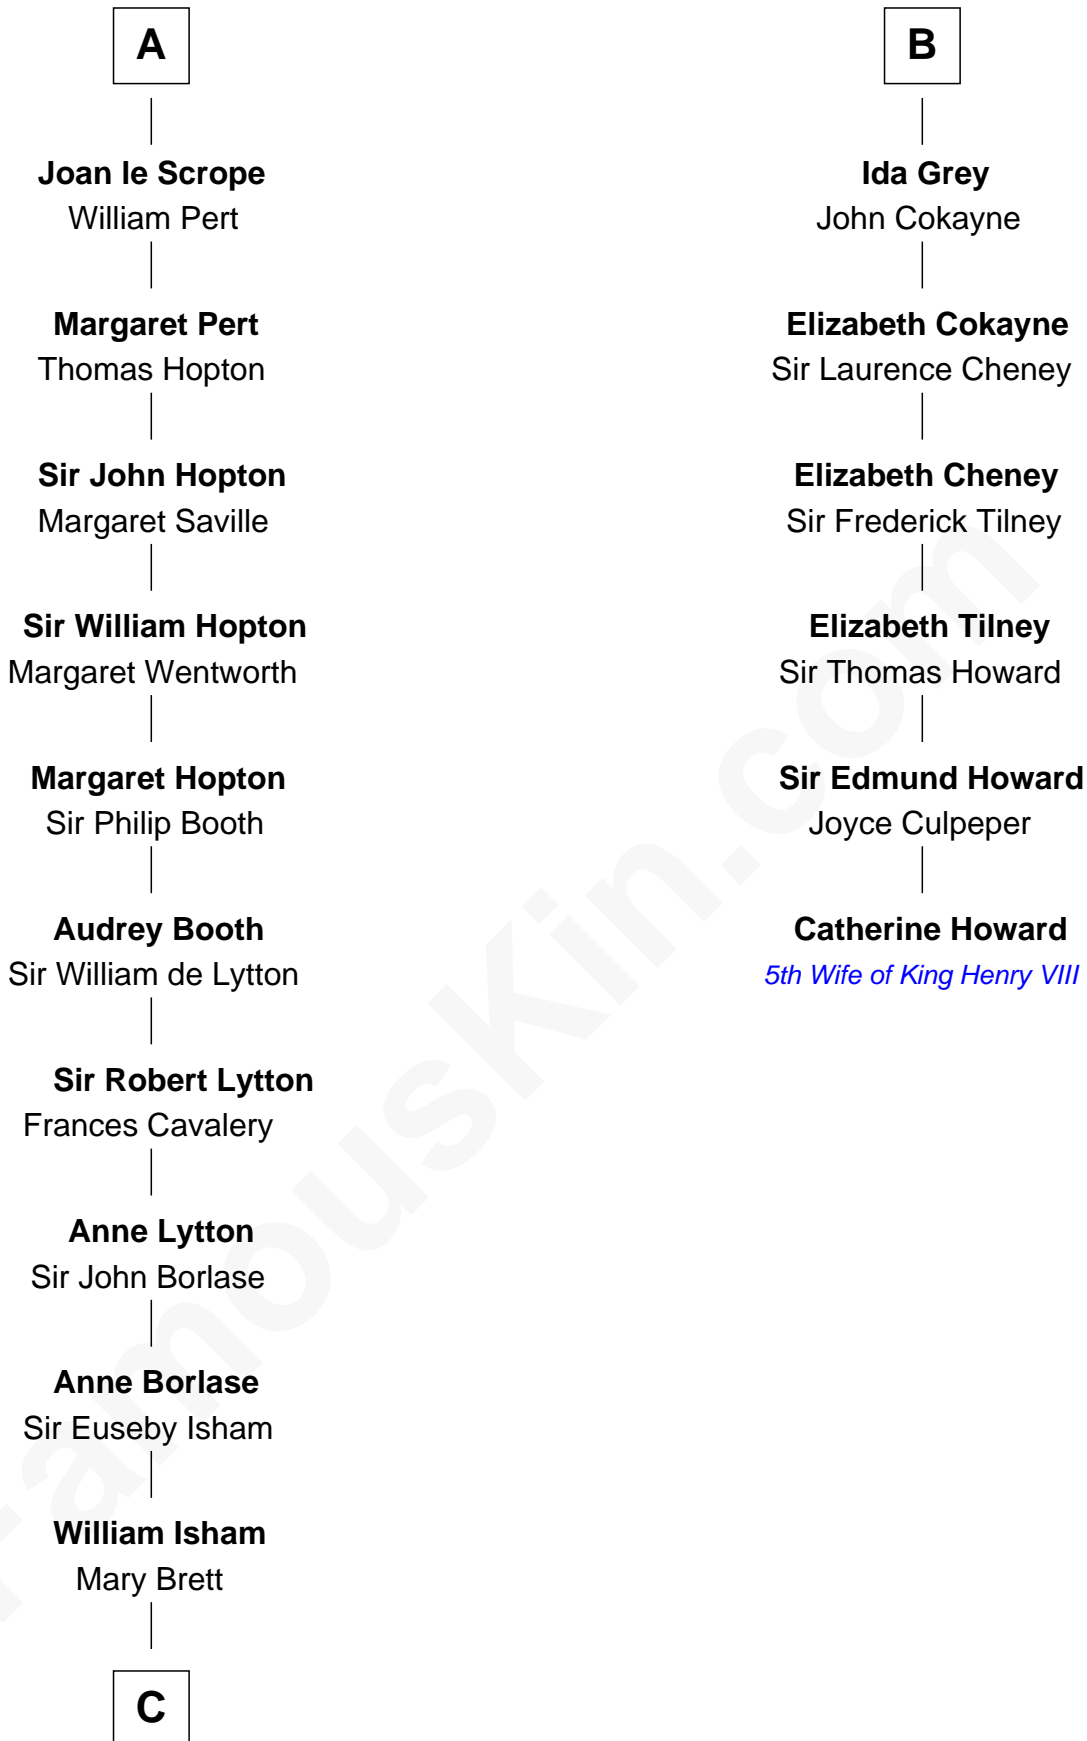 A
Joan le Scrope
William Pert
Margaret Pert
Thomas Hopton
Sir John Hopton
Margaret Saville
Sir William Hopton
Margaret Wentworth
Margaret Hopton
Sir Philip Booth
Audrey Booth
Sir William de Lytton
Sir Robert Lytton
Frances Cavalery
Anne Lytton
Sir John Borlase
Anne Borlase
Sir Euseby Isham
William Isham
Mary Brett
C
B
Ida Grey
John Cokayne
Elizabeth Cokayne
Sir Laurence Cheney
Elizabeth Cheney
Sir Frederick Tilney
Elizabeth Tilney
Sir Thomas Howard
Sir Edmund Howard
Joyce Culpeper
Catherine Howard
5th Wife of King Henry VIII
FamousKin.com